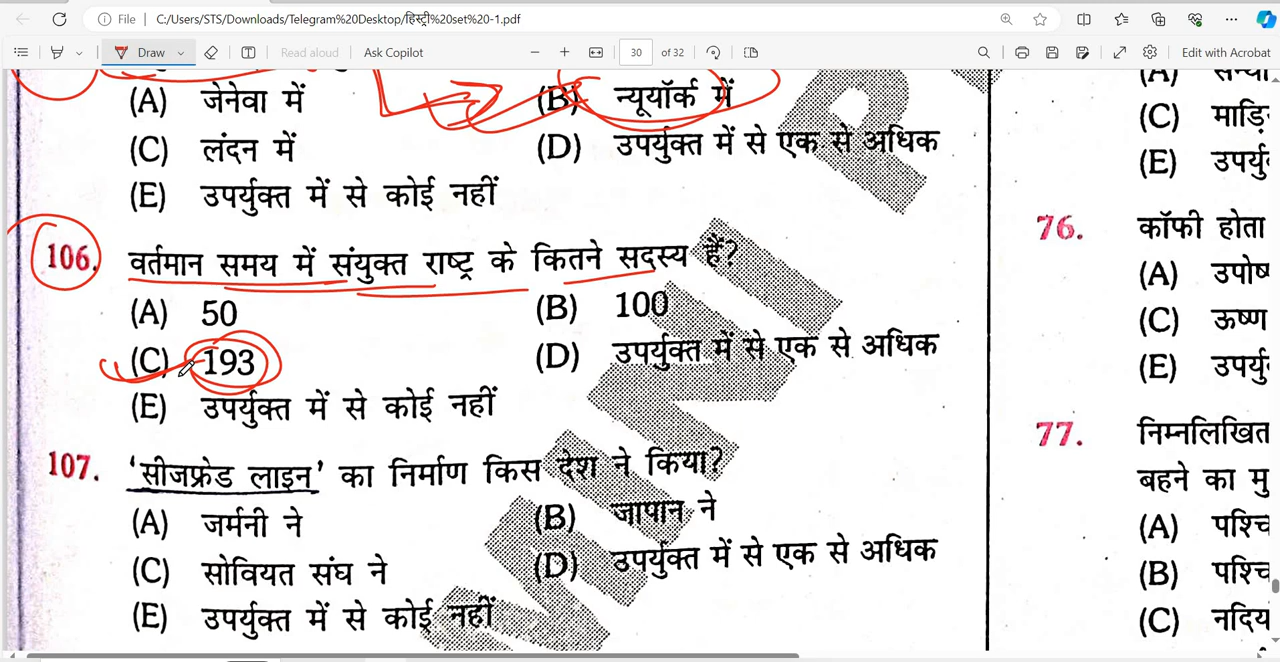 File
C:/Users/STS/Downloads/Telegram%20Desktop/हिस्ट्री%20set%20-1.pdf
Draw
Read aloud
Ask Copilot
30 of 32
Edit with Acrobat
(A) जेनेवा में
(B) न्यूयॉर्क में
(C) लंदन में
(D) उपर्युक्त में से एक से अधिक
(E) उपर्युक्त में से कोई नहीं
106. वर्तमान समय में संयुक्त राष्ट्र के कितने सदस्य हैं?
(A) 50
(B) 100
(C) 193
(D) उपर्युक्त में से एक से अधिक
(E) उपर्युक्त में से कोई नहीं
107. 'सीजफ्रेड लाइन' का निर्माण किस देश ने किया?
(A) जर्मनी ने
(B) जापान ने
(C) सोवियत संघ ने
(D) उपर्युक्त में से एक से अधिक
(E) उपर्युक्त में से कोई नहीं
(A)
(C)
(E)
76. कॉफी होता
(A)
(C) ऊष्ण
(E)
77. निम्नलिखित
बहने का मु
(A) पश्चि
(B) पश्चि
(C) नदिय